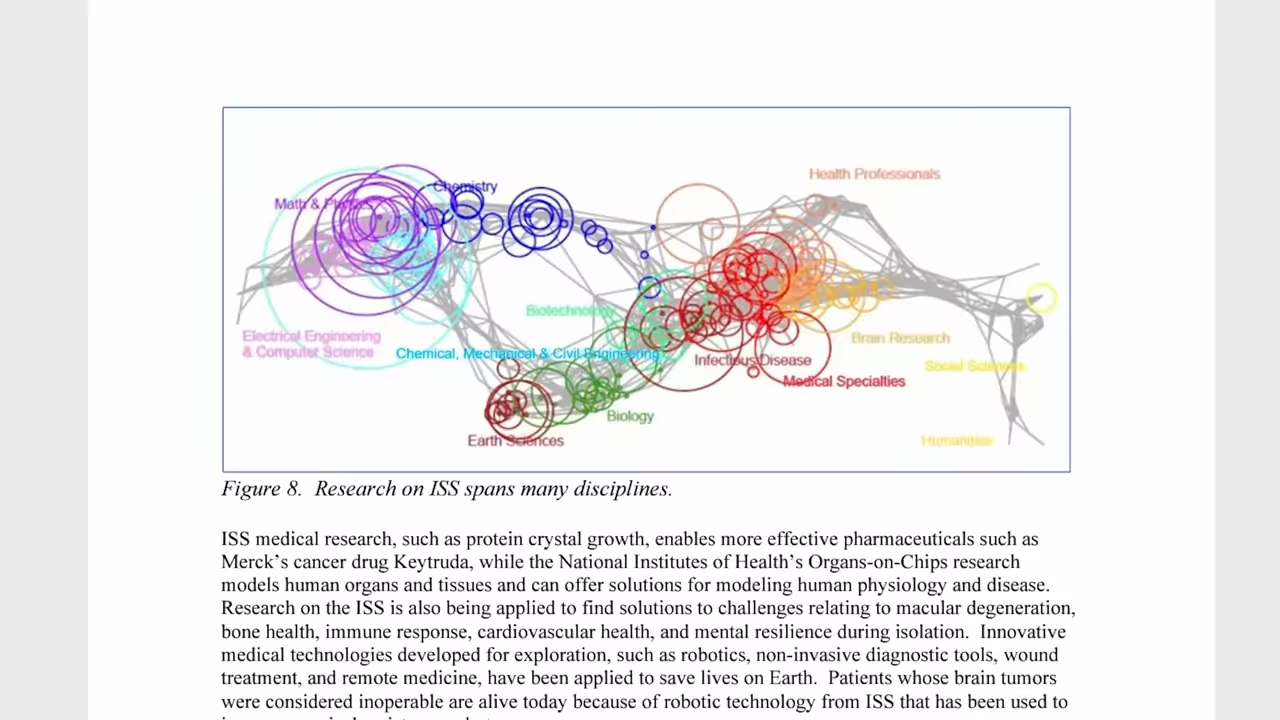 Health Professionals
Chemistry
Math &
Biotechnology
Electrical Engineering
& Computer Science
Brain Research
Chemical, Mechanical & Civil Engineering
Infectious Disease
Social Sciences
Medical Specialties
Biology
Earth Sciences
Humanities
Figure 8. Research on ISS spans many disciplines.
ISS medical research, such as protein crystal growth, enables more effective pharmaceuticals such as
Merck’s cancer drug Keytruda, while the National Institutes of Health’s Organs-on-Chips research
models human organs and tissues and can offer solutions for modeling human physiology and disease.
Research on the ISS is also being applied to find solutions to challenges relating to macular degeneration,
bone health, immune response, cardiovascular health, and mental resilience during isolation. Innovative
medical technologies developed for exploration, such as robotics, non-invasive diagnostic tools, wound
treatment, and remote medicine, have been applied to save lives on Earth. Patients whose brain tumors
were considered inoperable are alive today because of robotic technology from ISS that has been used to